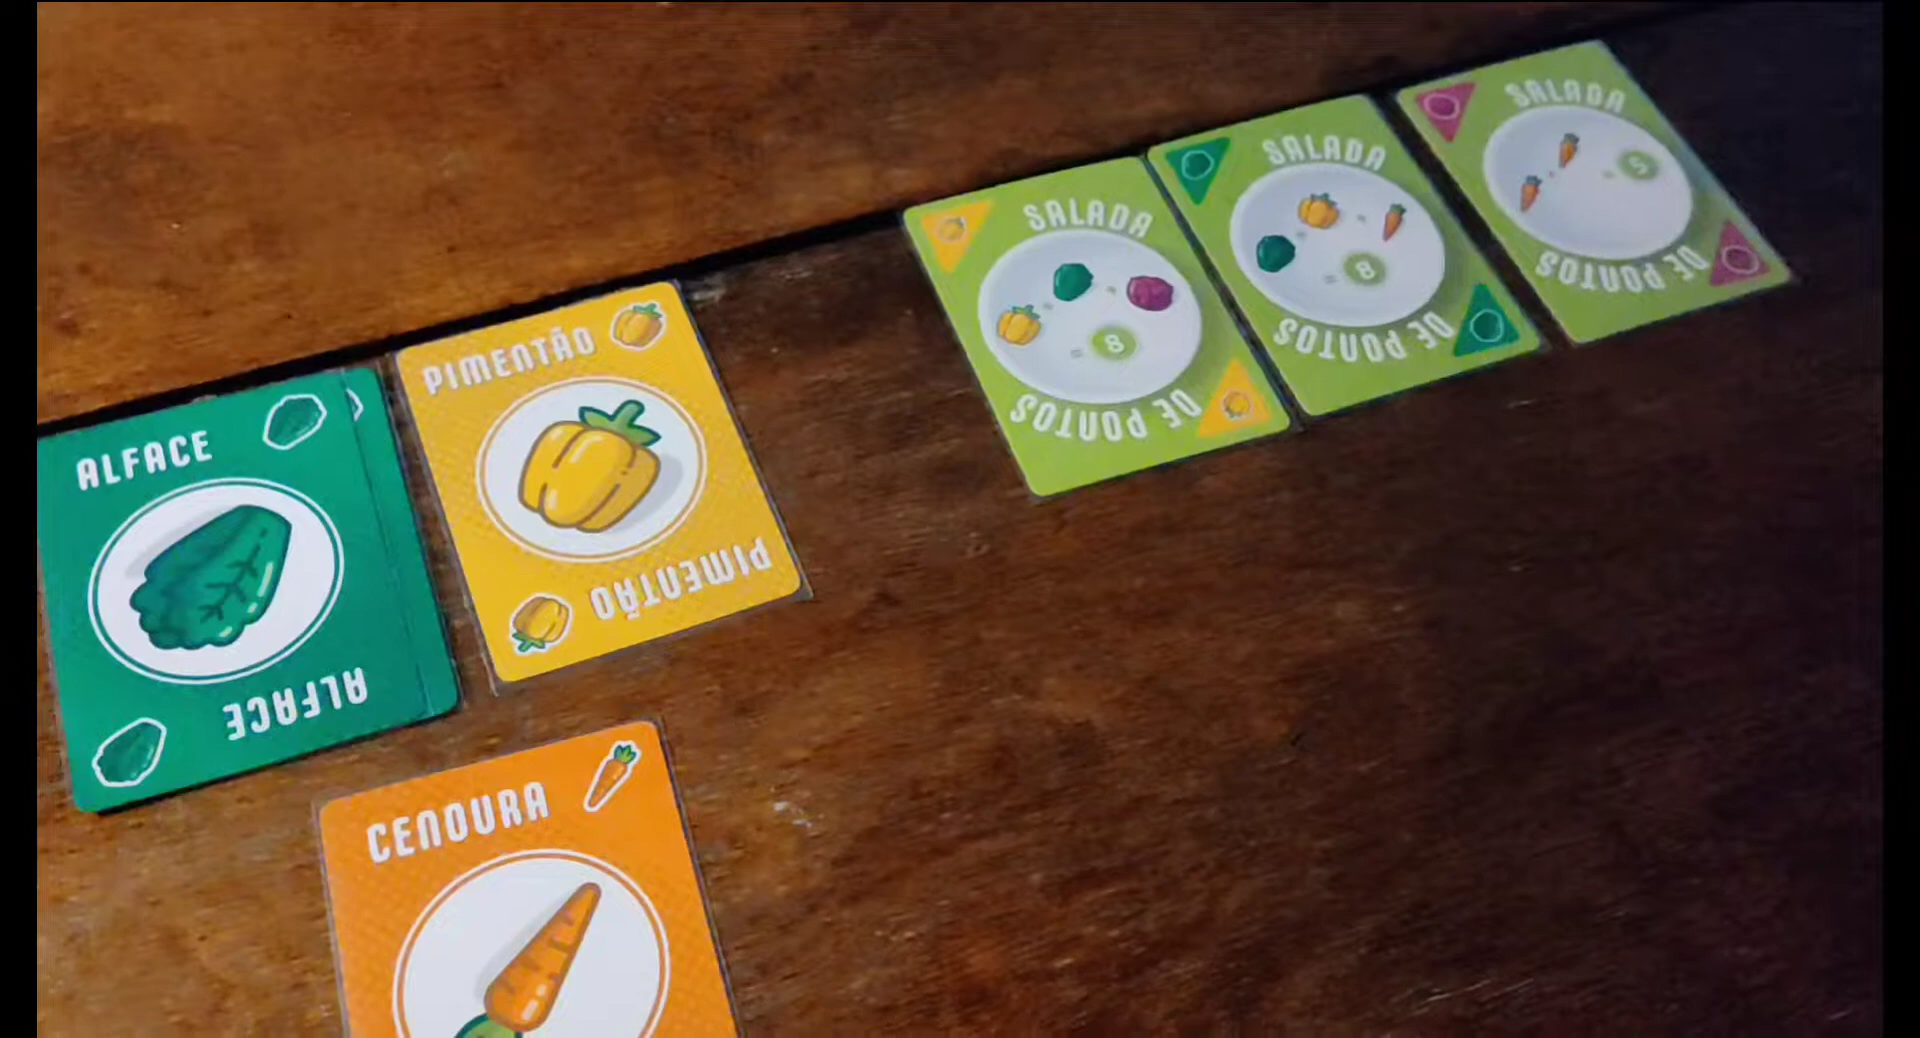 ALFACE
ALFACE
PIMENTÃO
PIMENTÃO
CENOURA
SALADA
8
DE PONTOS
SALADA
8
DE PONTOS
SALADA
5
DE PONTOS